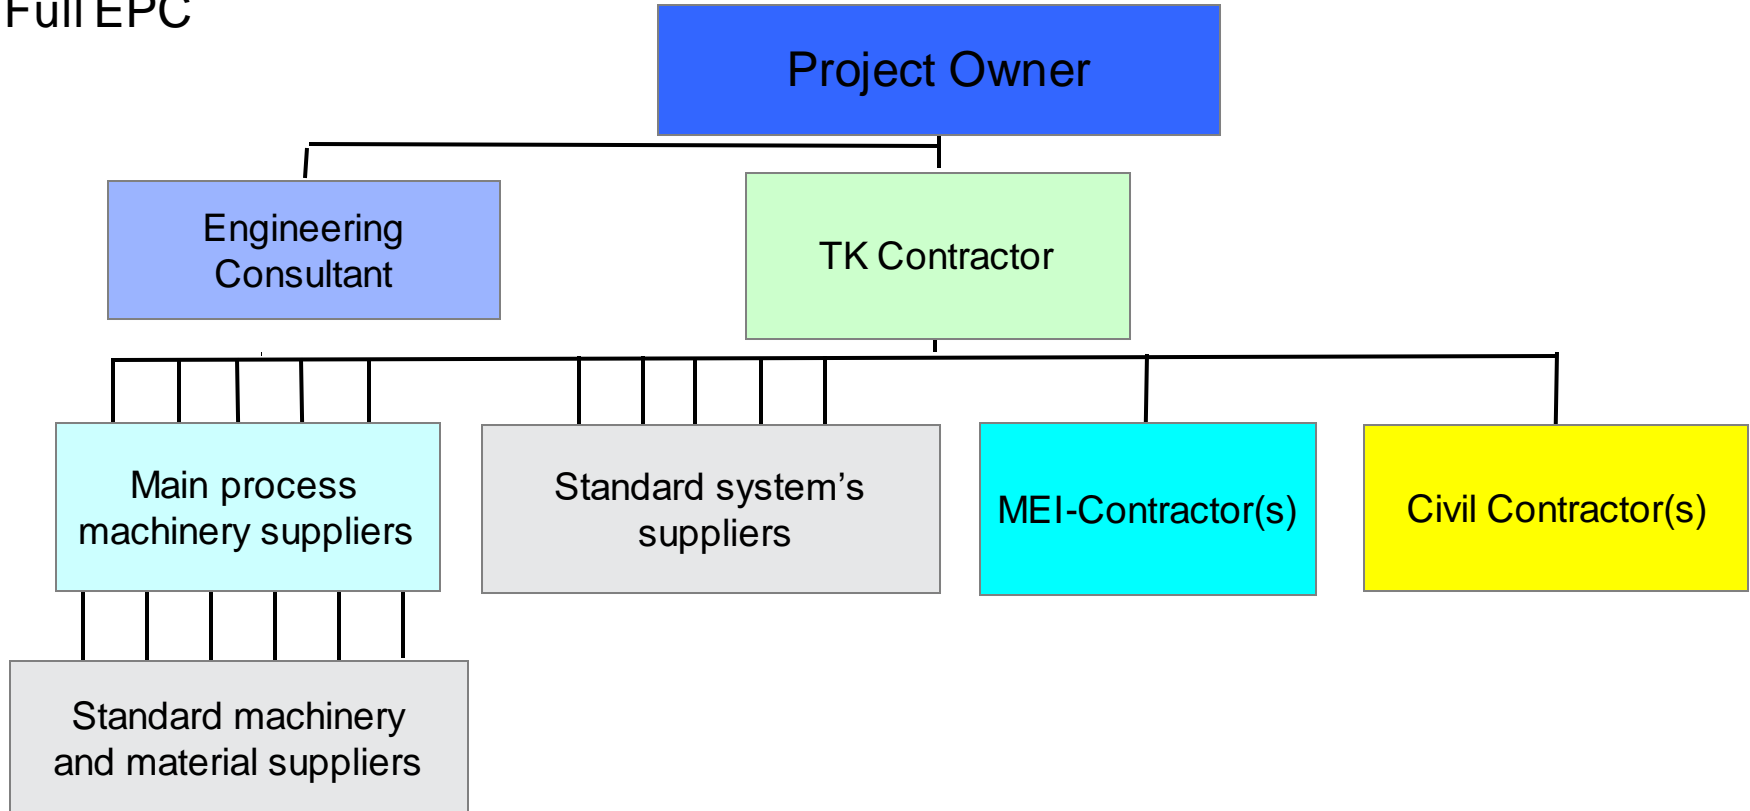 Full EPC
Project Owner
Engineering
Consultant
TK Contractor
Main process
machinery suppliers
Standard system’s
suppliers
MEI-Contractor(s)
Civil Contractor(s)
Standard machinery
and material suppliers